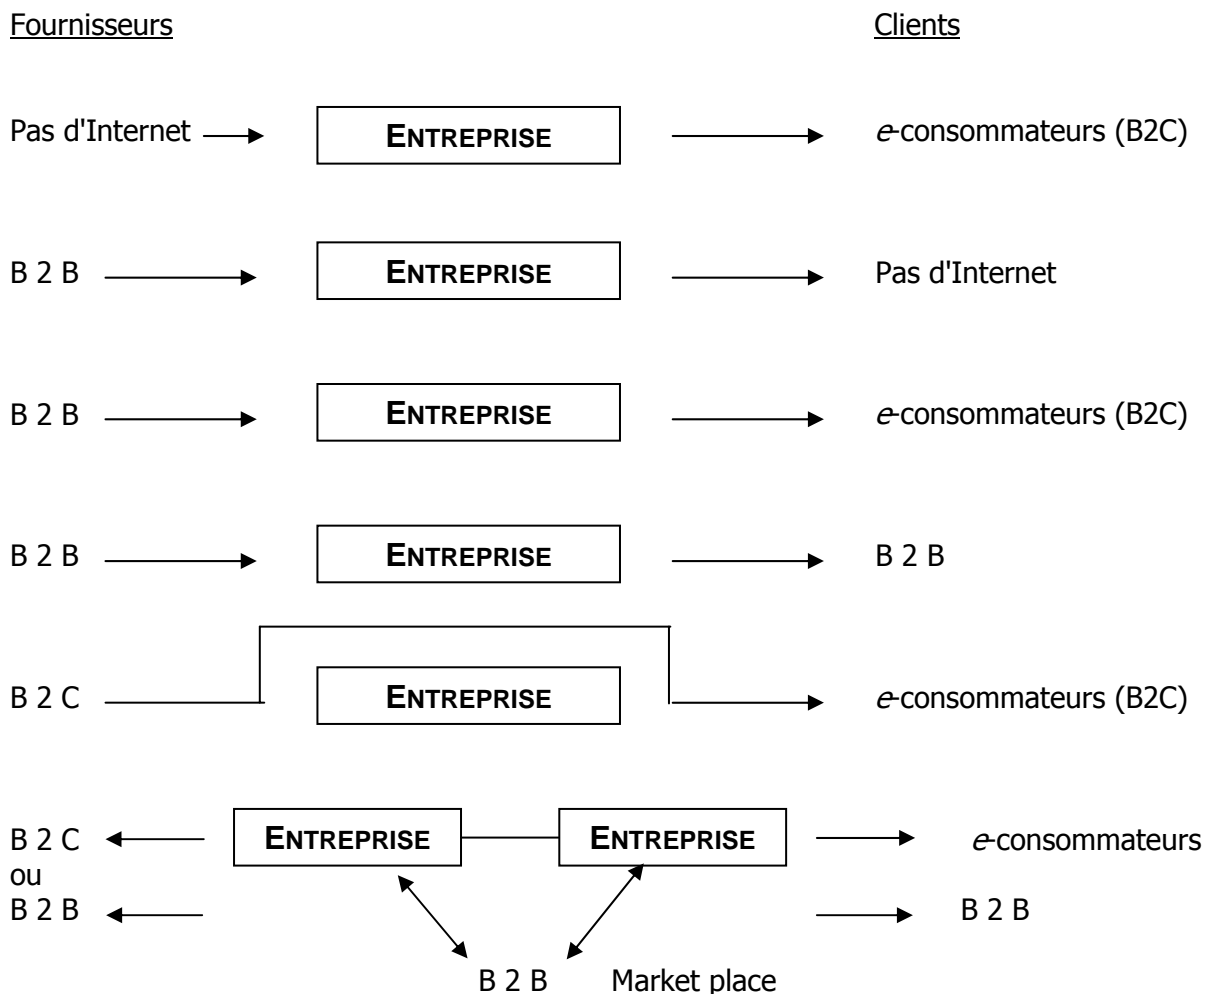 Fournisseurs Clients
Pas d'Internet ENTREPRISE e-consommateurs (B2C)
B 2 B ENTREPRISE Pas d'Internet
B 2 B ENTREPRISE e-consommateurs (B2C)
B 2 B ENTREPRISE B 2 B
B 2 C ENTREPRISE e-consommateurs (B2C)
B 2 C ENTREPRISE ENTREPRISE e-consommateurs
ou
B 2 B B 2 B
B 2 B Market place